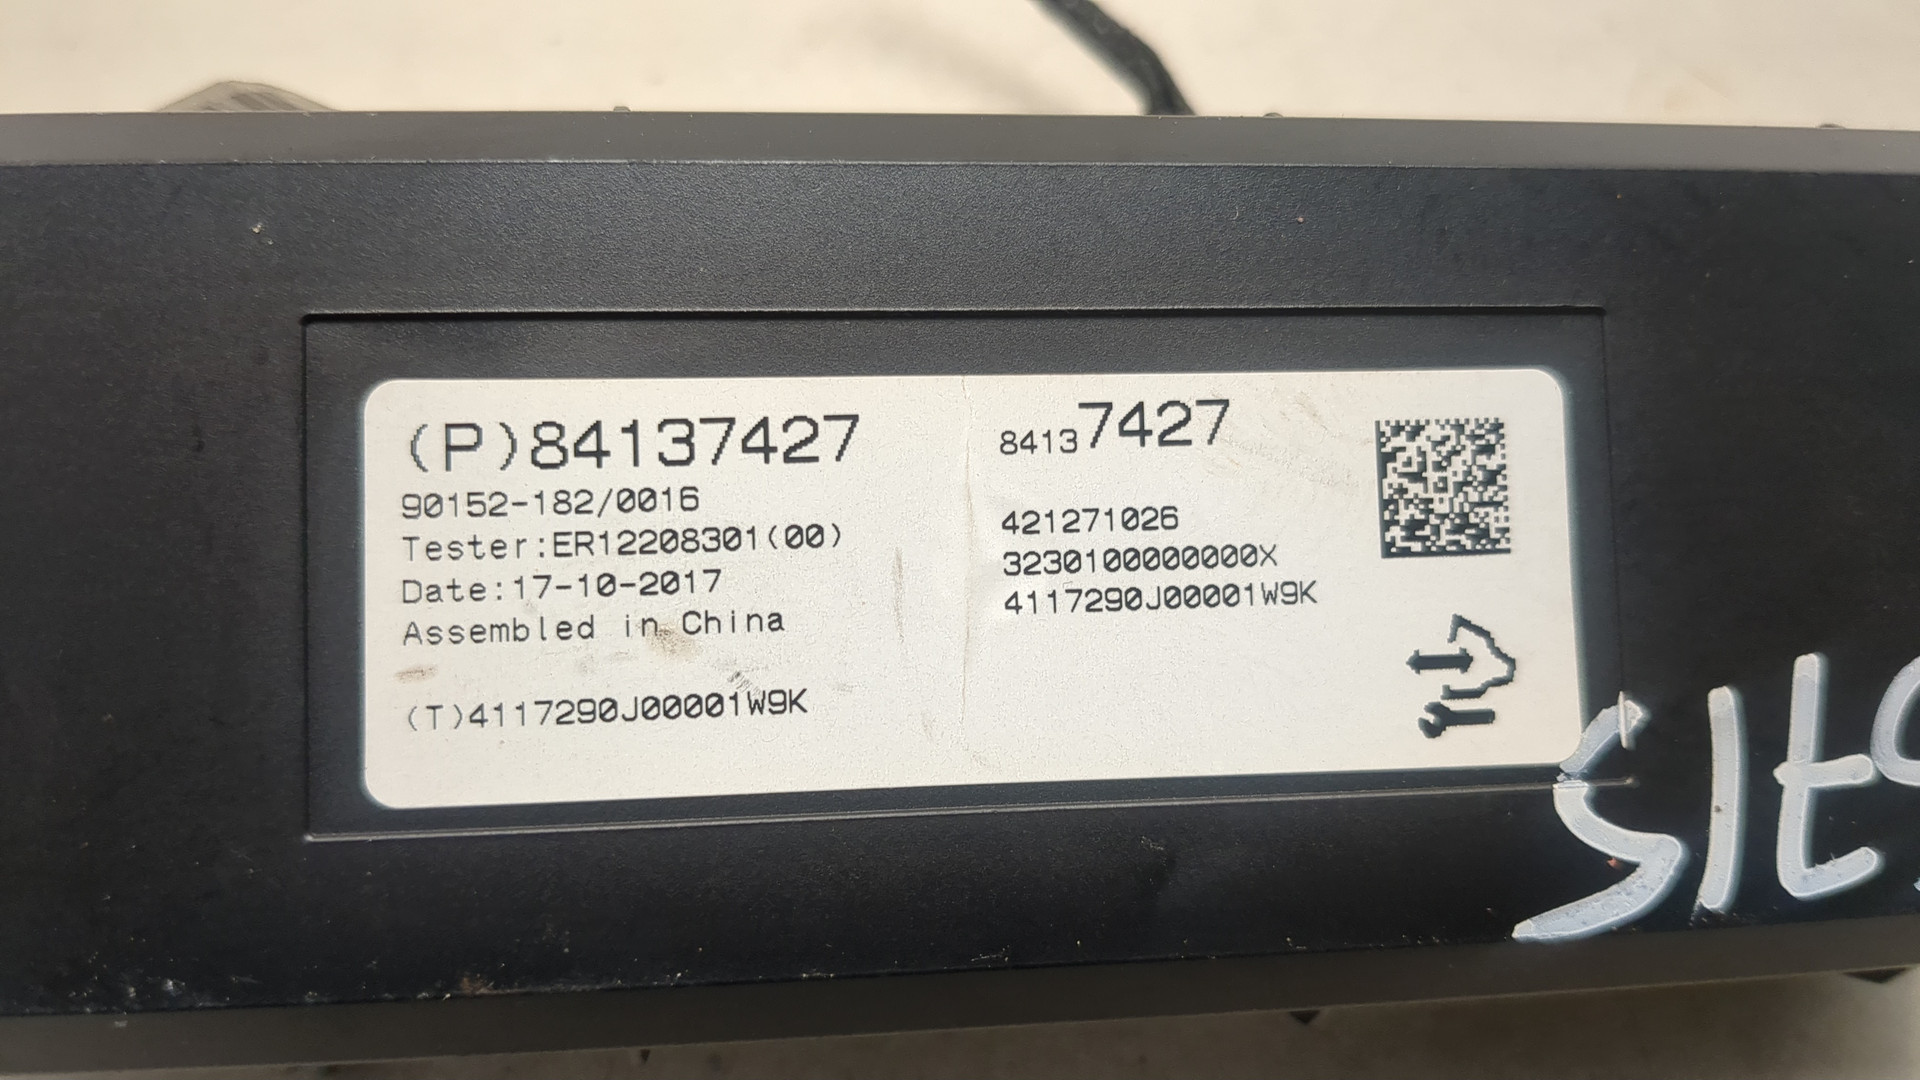 (P)84137427
90152-182/0016
Tester:ER12208301(00)
Date:17-10-2017
Assembled in China
(T)4117290J00001W9K
84137427
421271026
3230100000000X
4117290J00001W9K